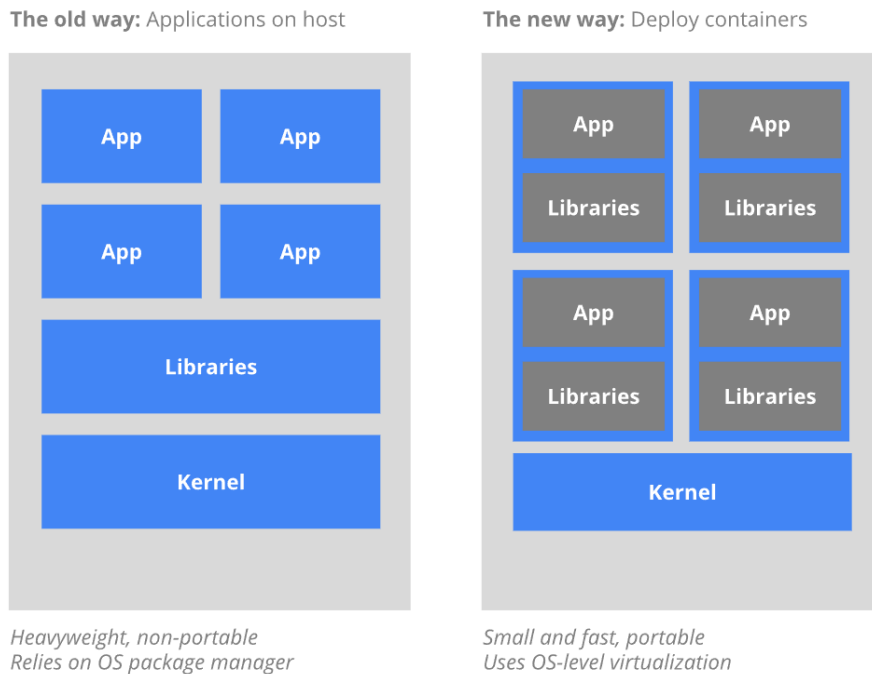 The old way: Applications on host
App App
App App
Libraries
Kernel
Heavyweight, non-portable
Relies on OS package manager
The new way: Deploy containers
App App
Libraries Libraries
App App
Libraries Libraries
Kernel
Small and fast, portable
Uses OS-level virtualization